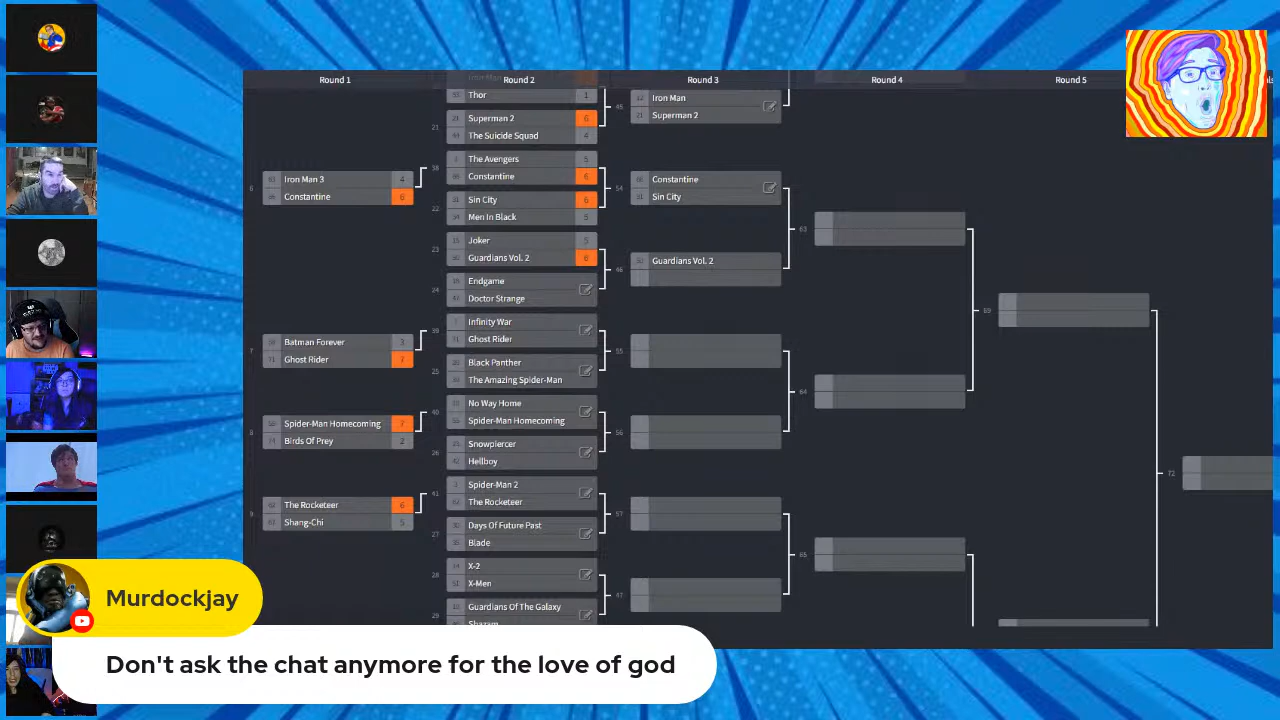 Round 1
Round 2
Round 3
Round 4
Round 5
Thor 1
21
Superman 2 6
The Suicide Squad 4
The Avengers 5
Constantine 6
Sin City 6
Men In Black 5
Joker 5
Guardians Vol. 2 6
Endgame
Doctor Strange
Infinity War
Ghost Rider
Black Panther
The Amazing Spider-Man
No Way Home
Spider-Man Homecoming
Snowpiercer
Hellboy
Spider-Man 2
The Rocketeer
Days Of Future Past
Blade
X-2
X-Men
Guardians Of The Galaxy
Shazam
Iron Man 3 4
Constantine 6
Batman Forever 3
Ghost Rider 7
Spider-Man Homecoming 7
Birds Of Prey 2
The Rocketeer 6
Shang-Chi 5
Iron Man
Superman 2
Constantine
Sin City
Guardians Vol. 2
Murdockjay
Don't ask the chat anymore for the love of god